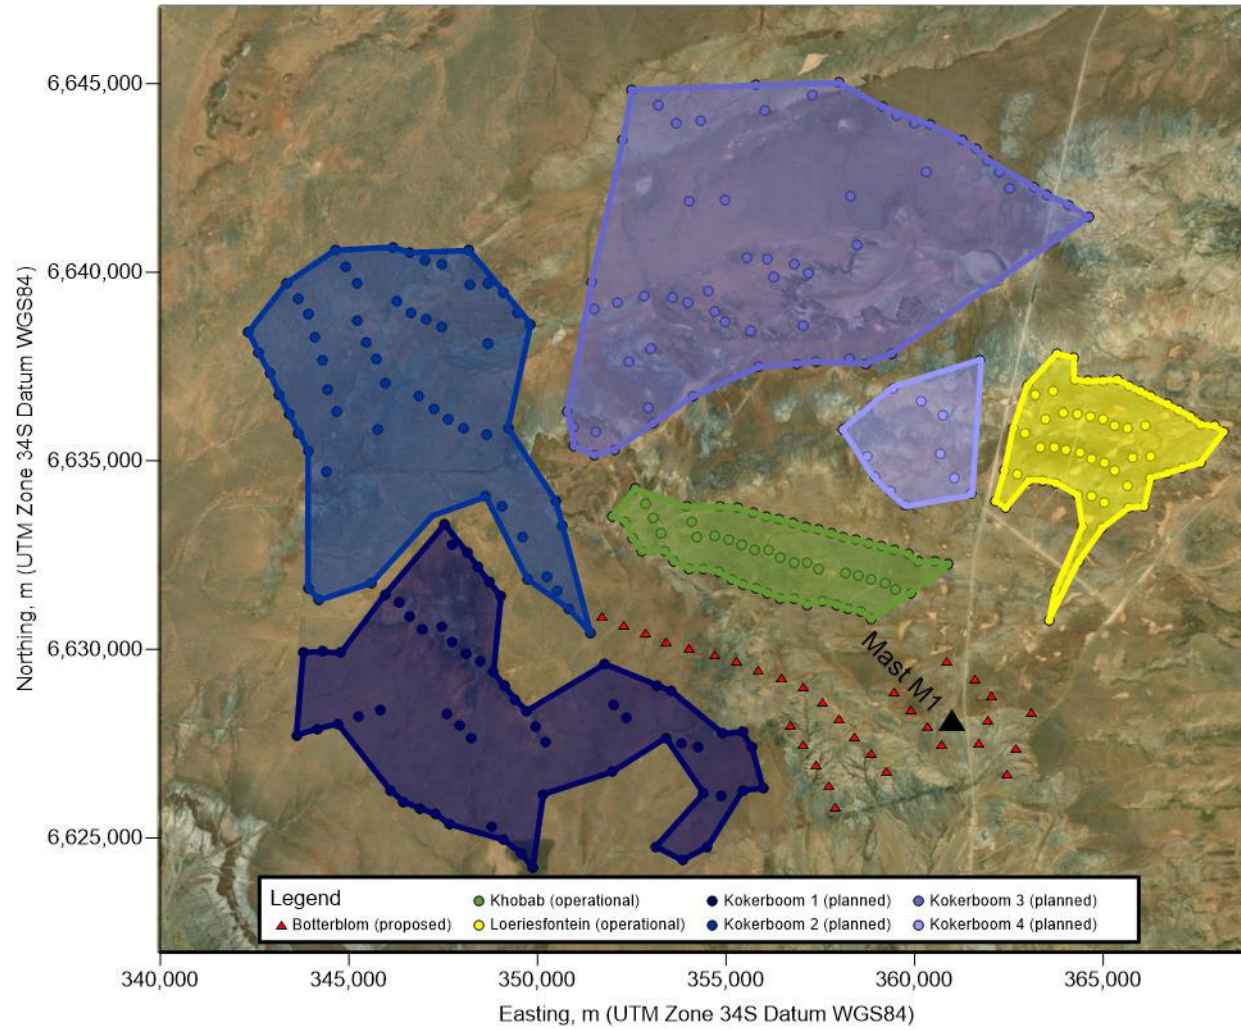 6,645,000
6,640,000
6,635,000
6,630,000
6,625,000
Northing, m (UTM Zone 34S Datum WGS84)
Mast M1
Legend
Botterblom (proposed)
Khobab (operational)
Loeriesfontein (operational)
Kokerboom 1 (planned)
Kokerboom 2 (planned)
Kokerboom 3 (planned)
Kokerboom 4 (planned)
340,000
345,000
350,000
355,000
360,000
365,000
Easting, m (UTM Zone 34S Datum WGS84)